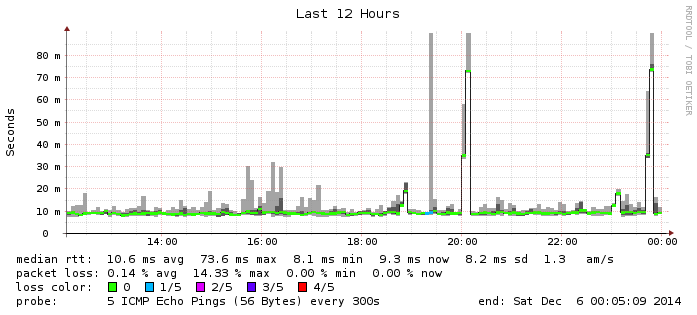 Last 12 Hours
RRDTOOL / TOBI OETIKER
Seconds
80 m
70 m
60 m
50 m
40 m
30 m
20 m
10 m
0
14:00 16:00 18:00 20:00 22:00 00:00
median rtt: 10.6 ms avg 73.6 ms max 8.1 ms min 9.3 ms now 8.2 ms sd 1.3 am/s
packet loss: 0.14 % avg 14.33 % max 0.00 % min 0.00 % now
loss color: 0 1/5 2/5 3/5 4/5
probe: 5 ICMP Echo Pings (56 Bytes) every 300s end: Sat Dec 6 00:05:09 2014